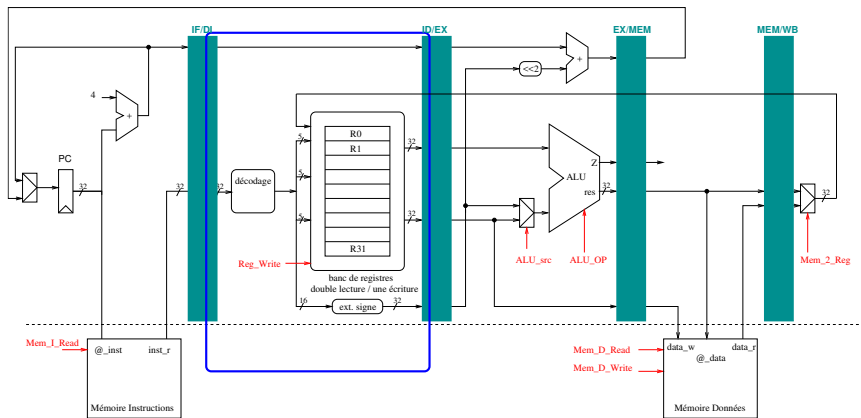 IF/DI
ID/EX
EX/MEM
MEM/WB
<<2
+
4
+
PC
32
32
32
décodage
5
5
5
R0
R1
R31
32
32
Z
ALU
res
32
32
Reg_Write
banc de registres
double lecture / une écriture
16
ext. signe
32
ALU_src
ALU_OP
Mem_2_Reg
Mem_I_Read
@_inst
inst_r
Mémoire Instructions
Mem_D_Read
Mem_D_Write
data_w
@_data
data_r
Mémoire Données